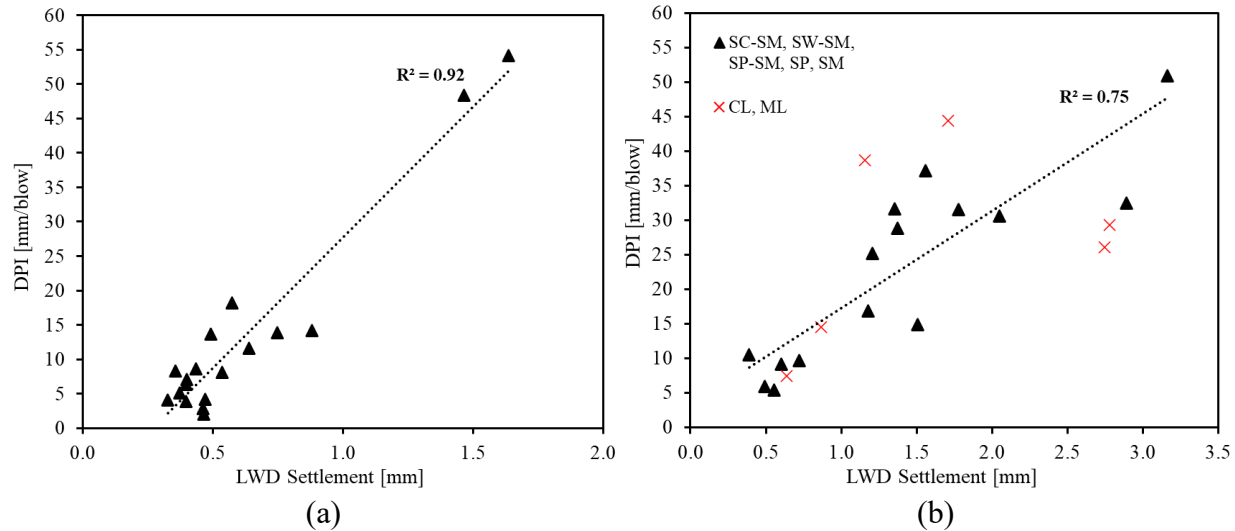 60
55
50
45
40
35
30
25
20
15
10
5
0
DPI [mm/blow]
R² = 0.92
0.0 0.5 1.0 1.5 2.0
LWD Settlement [mm]
(a)
60
55
50
45
40
35
30
25
20
15
10
5
0
DPI [mm/blow]
SC-SM, SW-SM,
SP-SM, SP, SM
CL, ML
R² = 0.75
0.0 0.5 1.0 1.5 2.0 2.5 3.0 3.5
LWD Settlement [mm]
(b)